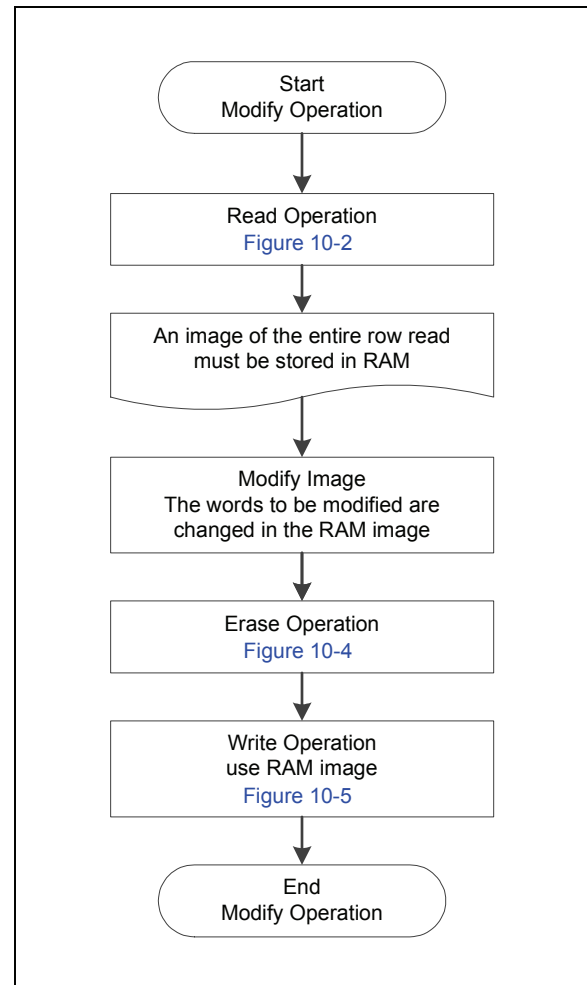 Start
Modify Operation
Read Operation
Figure 10-2
An image of the entire row read
must be stored in RAM
Modify Image
The words to be modified are
changed in the RAM image
Erase Operation
Figure 10-4
Write Operation
use RAM image
Figure 10-5
End
Modify Operation